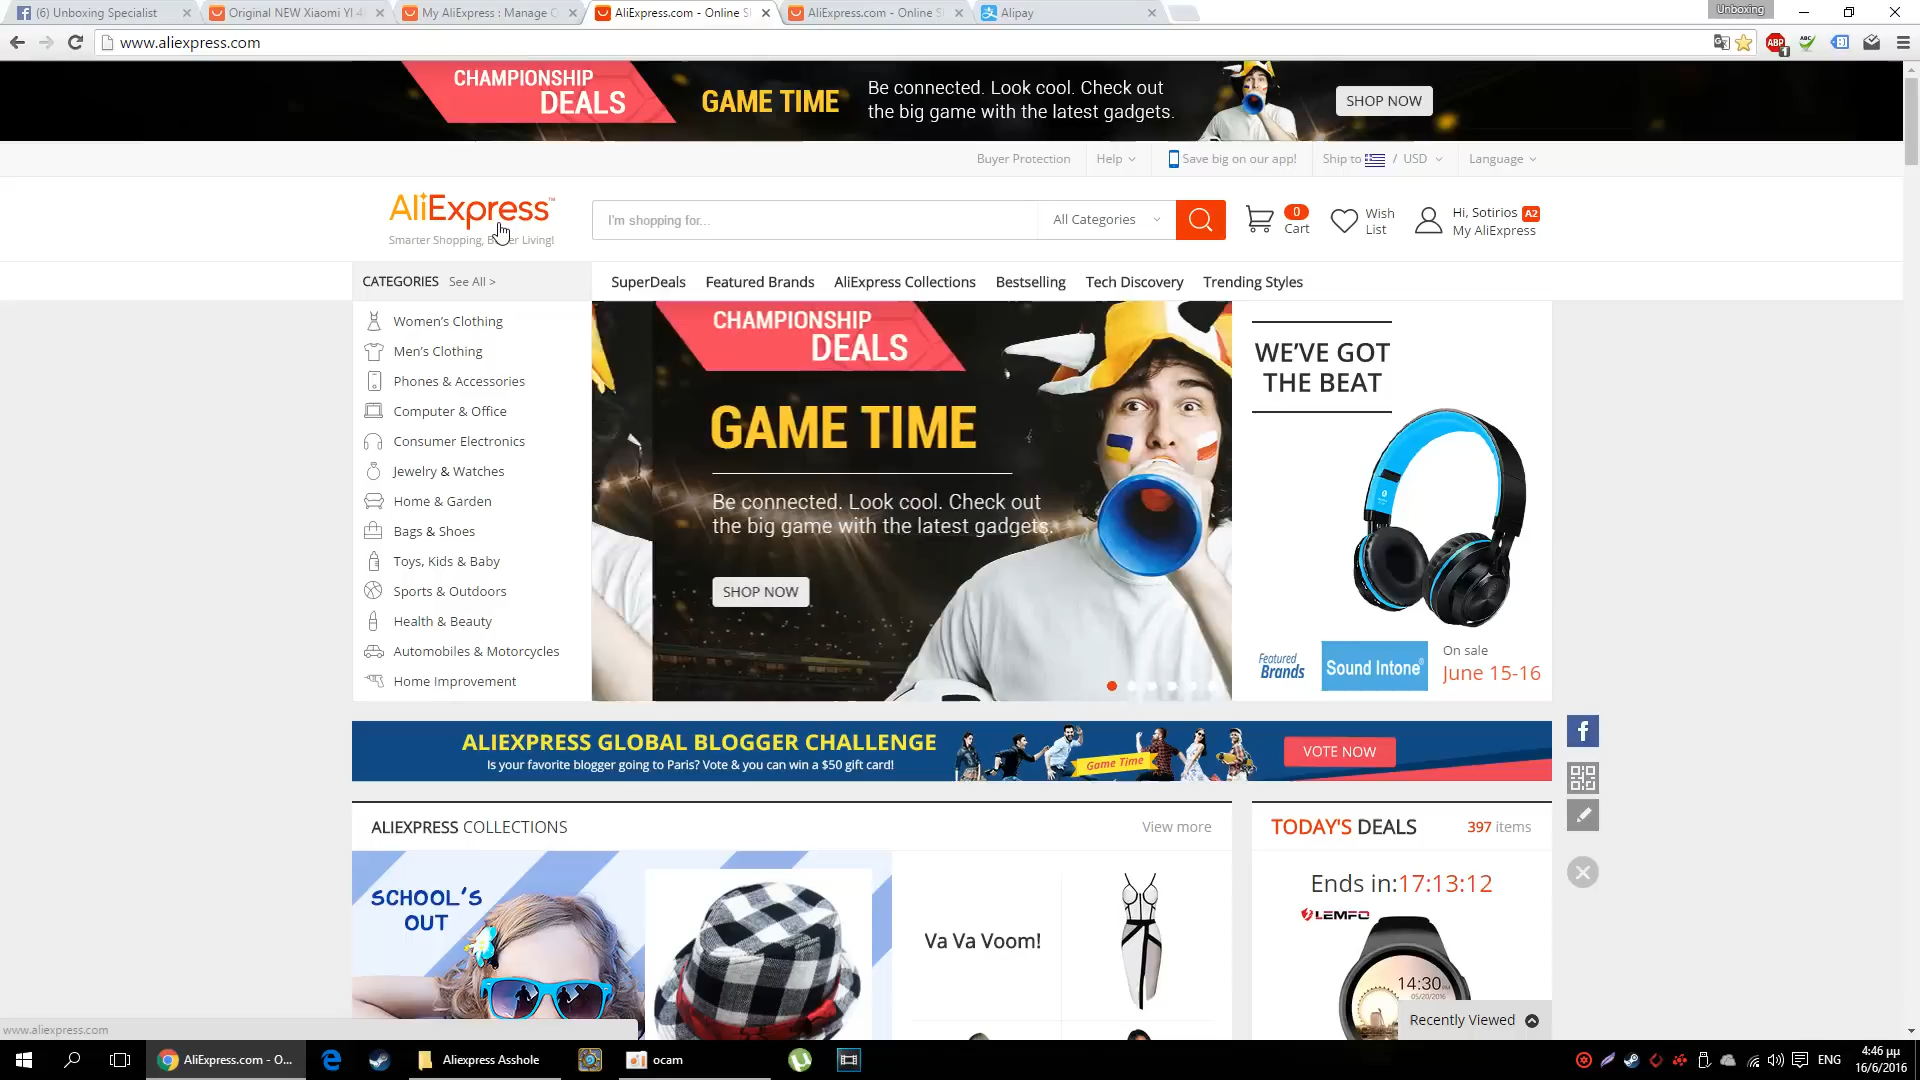 (6) Unboxing Specialist
Original NEW Xiaomi YI 4
My AliExpress : Manage
AliExpress.com - Online S
AliExpress.com - Online S
Alipay
Unboxing
www.aliexpress.com
ABP
1
ABC
CHAMPIONSHIP
DEALS
GAME TIME
Be connected. Look cool. Check out
the big game with the latest gadgets.
SHOP NOW
Buyer Protection
Help
Save big on our app!
Ship to / USD
Language
AliExpress™
Smarter Shopping, Better Living!
I'm shopping for...
All Categories
0
Cart
Wish
List
Hi, Sotirios A2
My AliExpress
CATEGORIES See All >
SuperDeals
Featured Brands
AliExpress Collections
Bestselling
Tech Discovery
Trending Styles
Women's Clothing
Men's Clothing
Phones & Accessories
Computer & Office
Consumer Electronics
Jewelry & Watches
Home & Garden
Bags & Shoes
Toys, Kids & Baby
Sports & Outdoors
Health & Beauty
Automobiles & Motorcycles
Home Improvement
CHAMPIONSHIP
DEALS
GAME TIME
Be connected. Look cool. Check out
the big game with the latest gadgets.
SHOP NOW
WE'VE GOT
THE BEAT
Featured
Brands
Sound Intone®
On sale
June 15-16
ALIEXPRESS GLOBAL BLOGGER CHALLENGE
Is your favorite blogger going to Paris? Vote & you can win a $50 gift card!
Game Time
VOTE NOW
ALIEXPRESS COLLECTIONS
View more
SCHOOL'S
OUT
Va Va Voom!
TODAY'S DEALS
397 items
Ends in:17:13:12
LEMFO
14:30
05/20/2016
Recently Viewed
www.aliexpress.com
AliExpress.com - O...
Aliexpress Asshole
ocam
ENG
4:46 μμ
16/6/2016